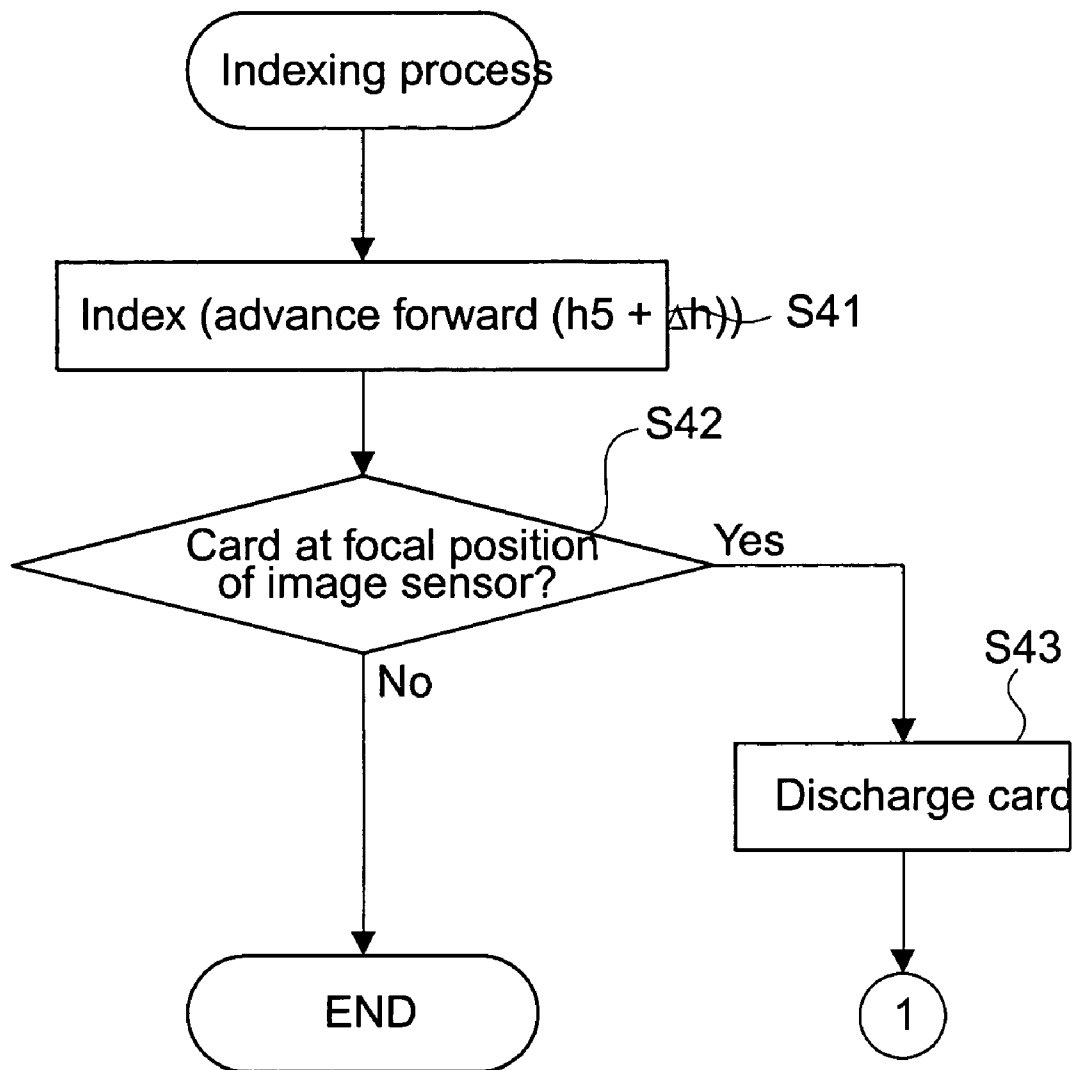 Indexing process
Index (advance forward (h5 + Δh))
S41
S42
Card at focal position
of image sensor?
Yes
No
S43
Discharge card
END
1